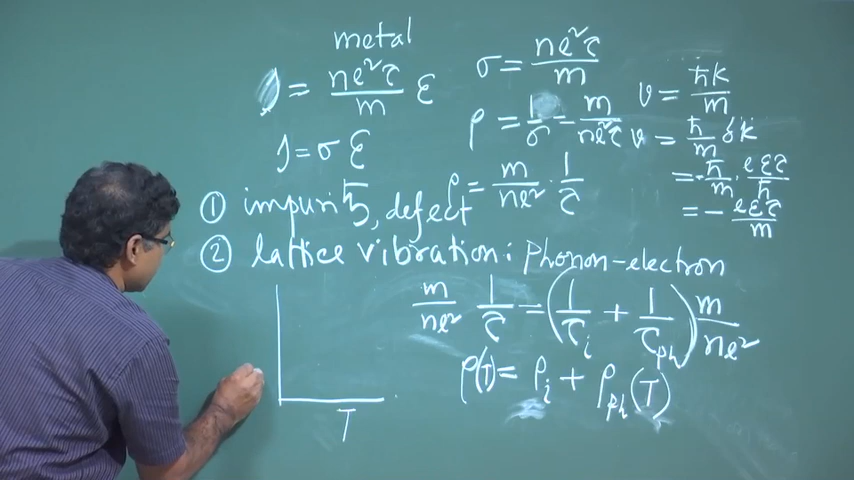 metal
J = ne²τ/m ε
J = σ ε
σ = ne²τ/m
ρ = 1/σ = m/ne²τ
ρ = m/ne² · 1/τ
v = ħk/m
v = ħ/m δk
= -ħ/m · eετ/ħ
= - eετ/m
① impurity, defect
② lattice vibration: phonon-electron
m/ne² 1/τ = (1/τᵢ + 1/τₚₕ) m/ne²
ρ(T) = ρᵢ + ρₚₕ(T)
T